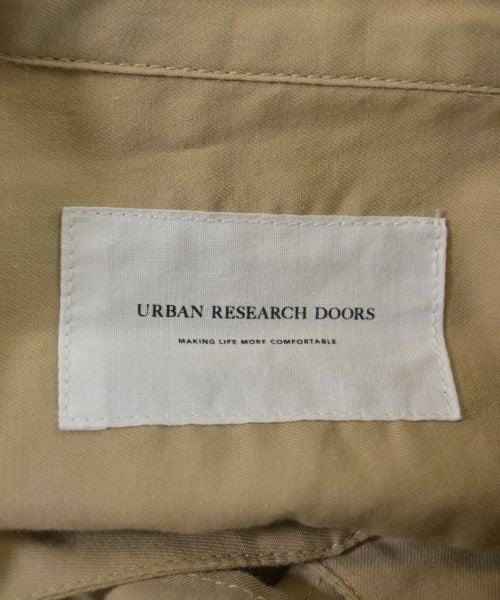 URBAN RESEARCH DOORS
MAKING LIFE MORE COMFORTABLE